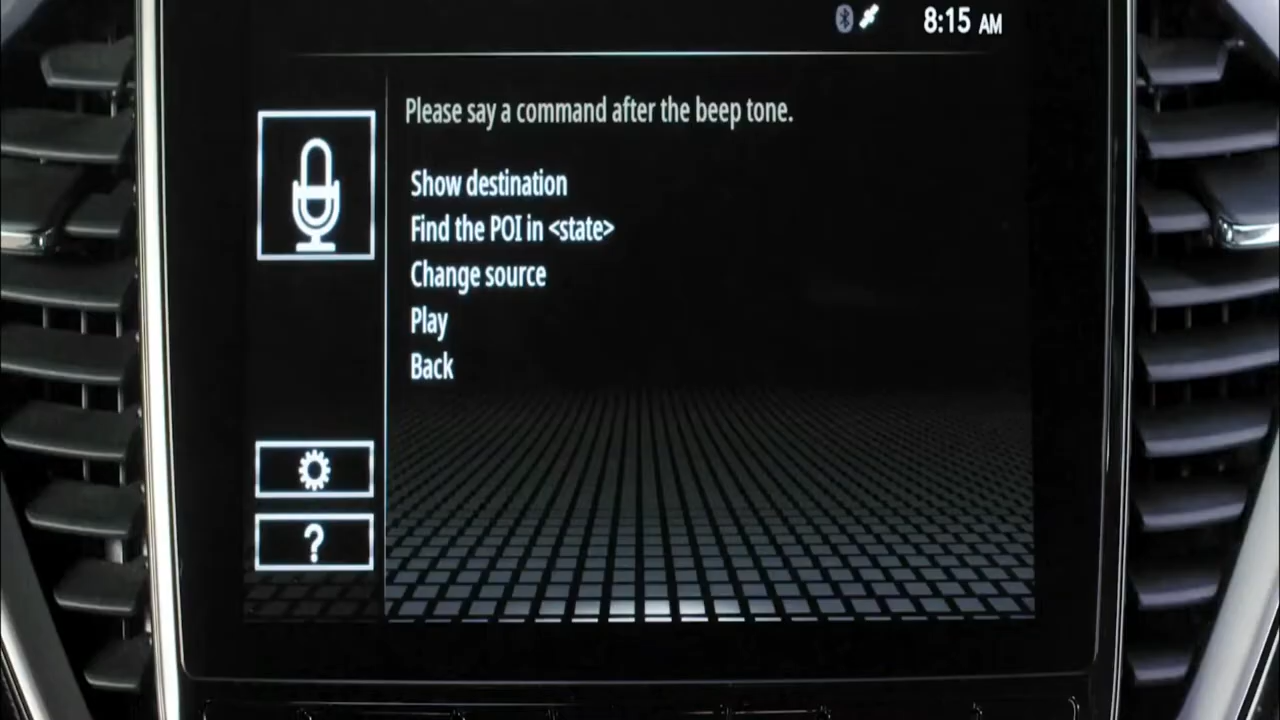 8:15 AM
Please say a command after the beep tone.
Show destination
Find the POI in <state>
Change source
Play
Back
?